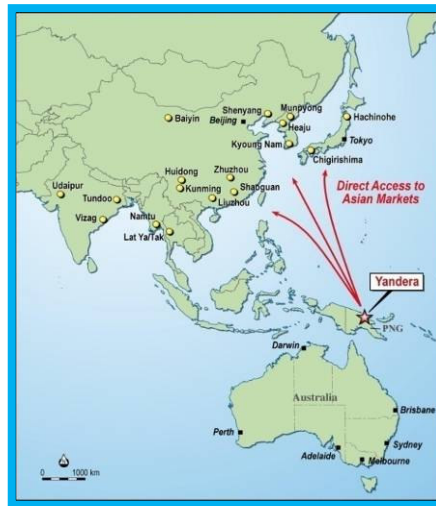 Baiyin
Shenyang
Munpyong
Beijing
Heaju
Hachinohe
Kyoung Nam
Tokyo
Chigirishima
Huidong
Zhuzhou
Direct Access to
Asian Markets
Udaipur
Kunming
Shaoguan
Tundoo
Liuzhou
Vizag
Namtu
Lat Ya/Tak
Yandera
PNG
Darwin
Australia
Brisbane
Perth
Sydney
Adelaide
Melbourne
0 1000 km